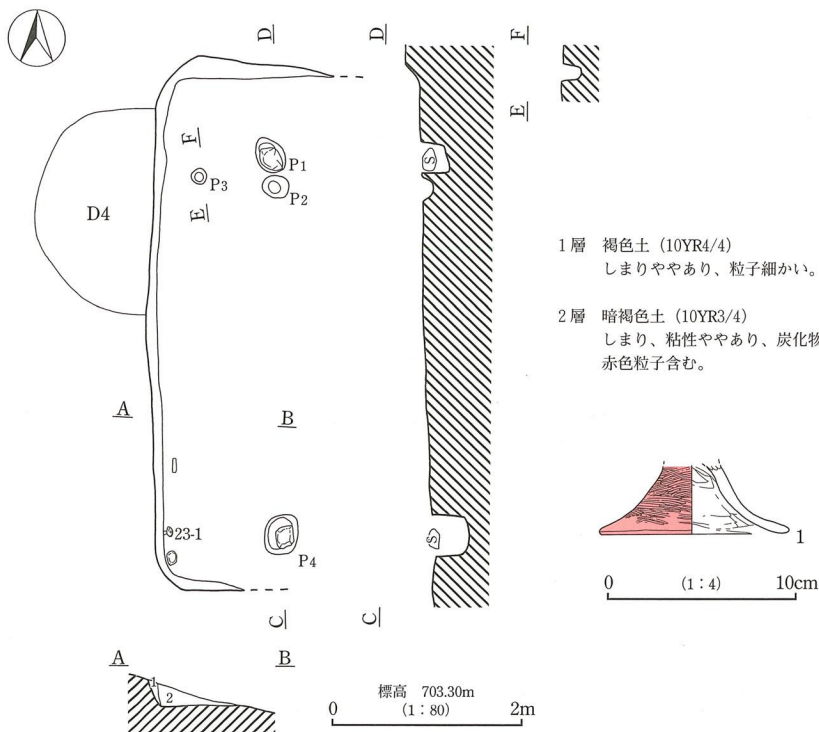 D
D
F
E
F
P1
P3
P2
E
D4
S
1層 褐色土（10YR4/4）
しまりややあり、粒子細かい。
2層 暗褐色土（10YR3/4）
しまり、粘性ややあり、炭化物
赤色粒子含む。
A
B
23-1
P4
S
C
C
1
0 (1：4) 10cm
A
B
1
2
標高 703.30m
0 (1：80) 2m